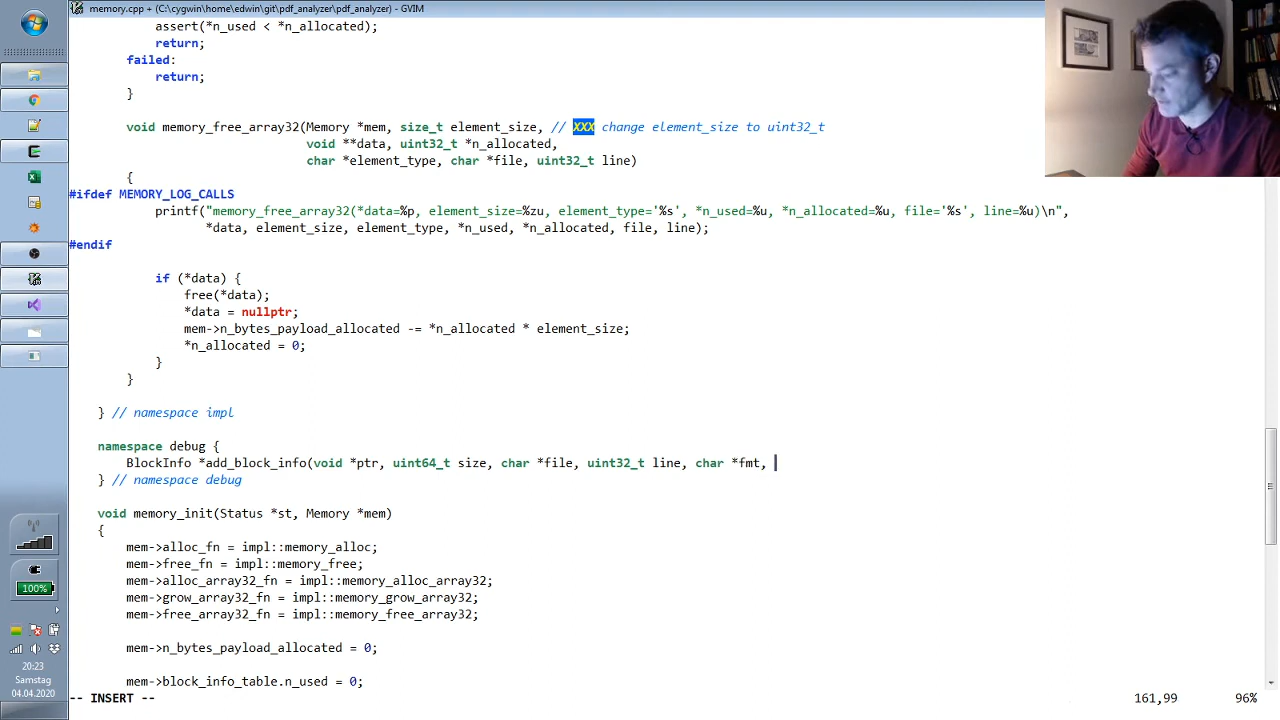 memory.cpp + (C:\cygwin\home\edwin\git\pdf_analyzer\pdf_analyzer) - GVIM
assert(*n_used < *n_allocated);
return;
failed:
return;
}
void memory_free_array32(Memory *mem, size_t element_size, // XXX change element_size to uint32_t
void **data, uint32_t *n_allocated,
char *element_type, char *file, uint32_t line)
{
#ifdef MEMORY_LOG_CALLS
printf("memory_free_array32(*data=%p, element_size=%zu, element_type='%s', *n_used=%u, *n_allocated=%u, file='%s', line=%u)\n",
*data, element_size, element_type, *n_used, *n_allocated, file, line);
#endif
if (*data) {
free(*data);
*data = nullptr;
mem->n_bytes_payload_allocated -= *n_allocated * element_size;
*n_allocated = 0;
}
}
} // namespace impl
namespace debug {
BlockInfo *add_block_info(void *ptr, uint64_t size, char *file, uint32_t line, char *fmt,
} // namespace debug
void memory_init(Status *st, Memory *mem)
{
mem->alloc_fn = impl::memory_alloc;
mem->free_fn = impl::memory_free;
mem->alloc_array32_fn = impl::memory_alloc_array32;
mem->grow_array32_fn = impl::memory_grow_array32;
mem->free_array32_fn = impl::memory_free_array32;
mem->n_bytes_payload_allocated = 0;
mem->block_info_table.n_used = 0;
-- INSERT --
161,99
96%
100%
20:23
Samstag
04.04.2020